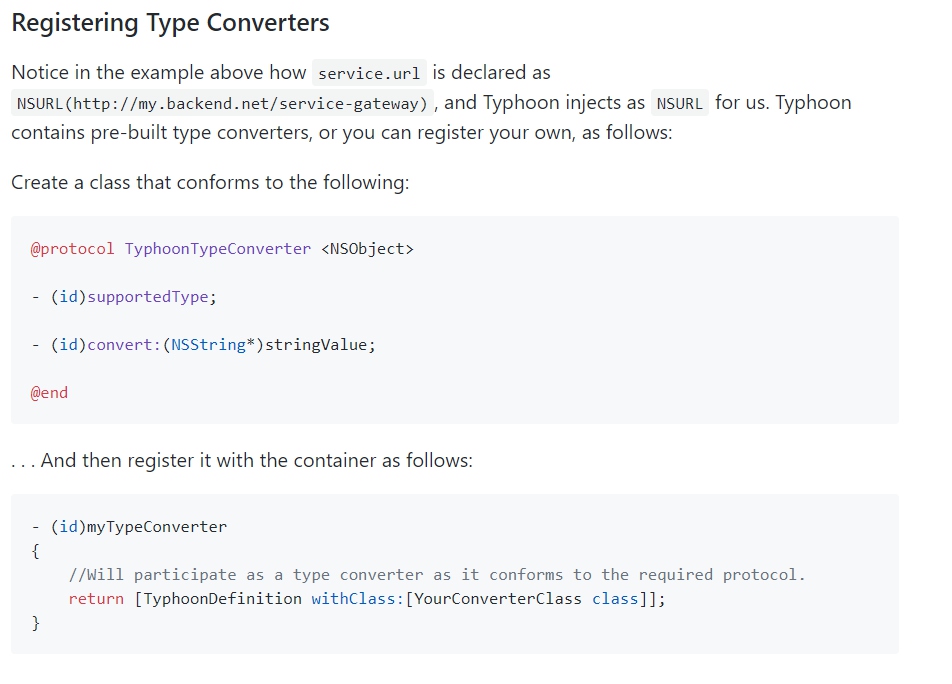 Registering Type Converters
Notice in the example above how service.url is declared as
NSURL(http://my.backend.net/service-gateway) , and Typhoon injects as NSURL for us. Typhoon
contains pre-built type converters, or you can register your own, as follows:
Create a class that conforms to the following:
@protocol TyphoonTypeConverter <NSObject>
- (id)supportedType;
- (id)convert:(NSString*)stringValue;
@end
. . . And then register it with the container as follows:
- (id)myTypeConverter
{
    //Will participate as a type converter as it conforms to the required protocol.
    return [TyphoonDefinition withClass:[YourConverterClass class]];
}